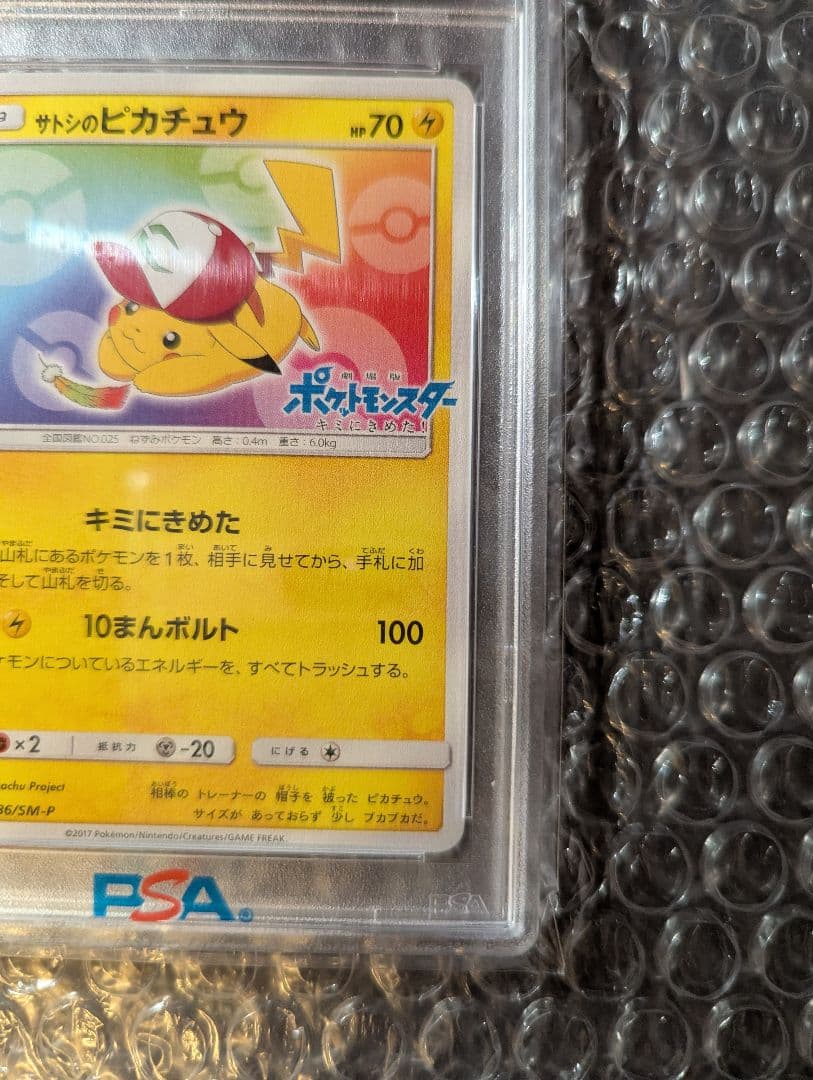 サトシのピカチュウ HP 70
劇場版
ポケットモンスター
キミにきめた!
全国図鑑NO.025 ねずみポケモン 高さ:0.4m 重さ:6.0kg
キミにきめた
山札にあるポケモンを1枚、相手に見せてから、手札に加
そして山札を切る。
10まんボルト 100
ケモンについているエネルギーを、すべてトラッシュする。
×2 抵抗力 -20 にげる
achu Project
相棒の トレーナーの 帽子を 被った ピカチュウ。
36/SM-P
サイズが あっておらず 少し ブカブカだ。
©2017 Pokémon/Nintendo/Creatures/GAME FREAK
PSA
PSA